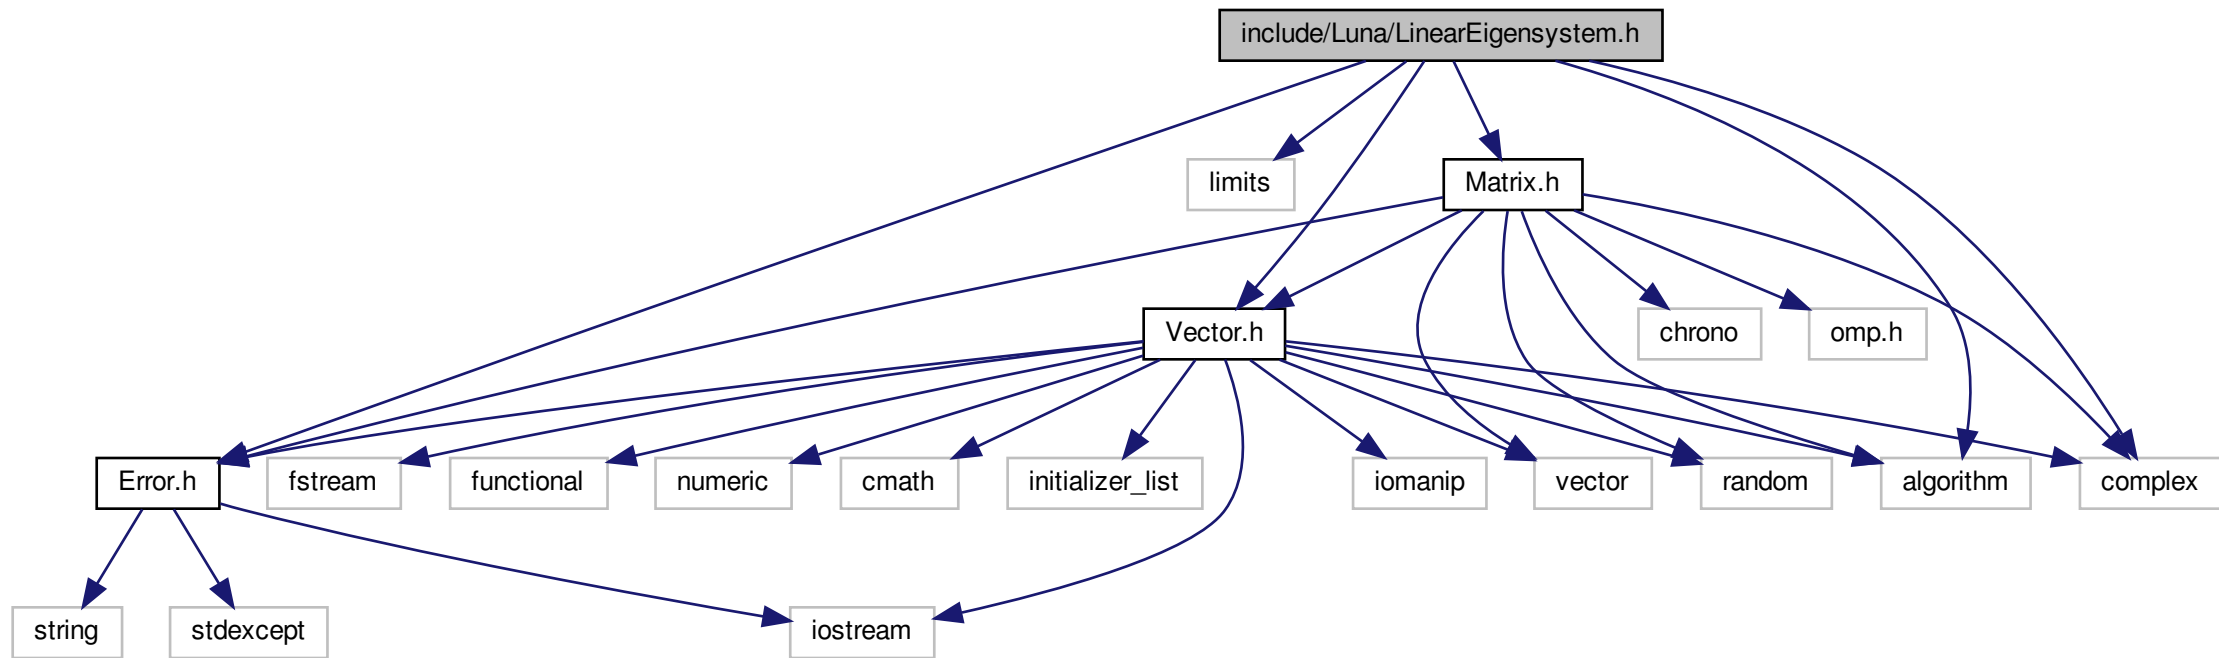 include/Luna/LinearEigensystem.h
limits
Matrix.h
Vector.h
chrono
omp.h
Error.h
fstream
functional
numeric
cmath
initializer_list
iomanip
vector
random
algorithm
complex
string
stdexcept
iostream